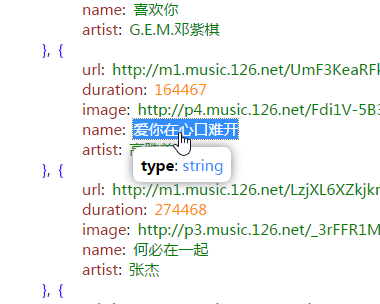 name: 喜欢你
artist: G.E.M.邓紫棋
}, {
url: http://m1.music.126.net/UmF3KeaRFk
duration: 164467
image: http://p4.music.126.net/Fdi1V-5B3
name: 爱你在心口难开
artist:
type: string
}, {
url: http://m1.music.126.net/LzjXL6XZkjkr
duration: 274468
image: http://p3.music.126.net/_3rFFR1M
name: 何必在一起
artist: 张杰
}, {